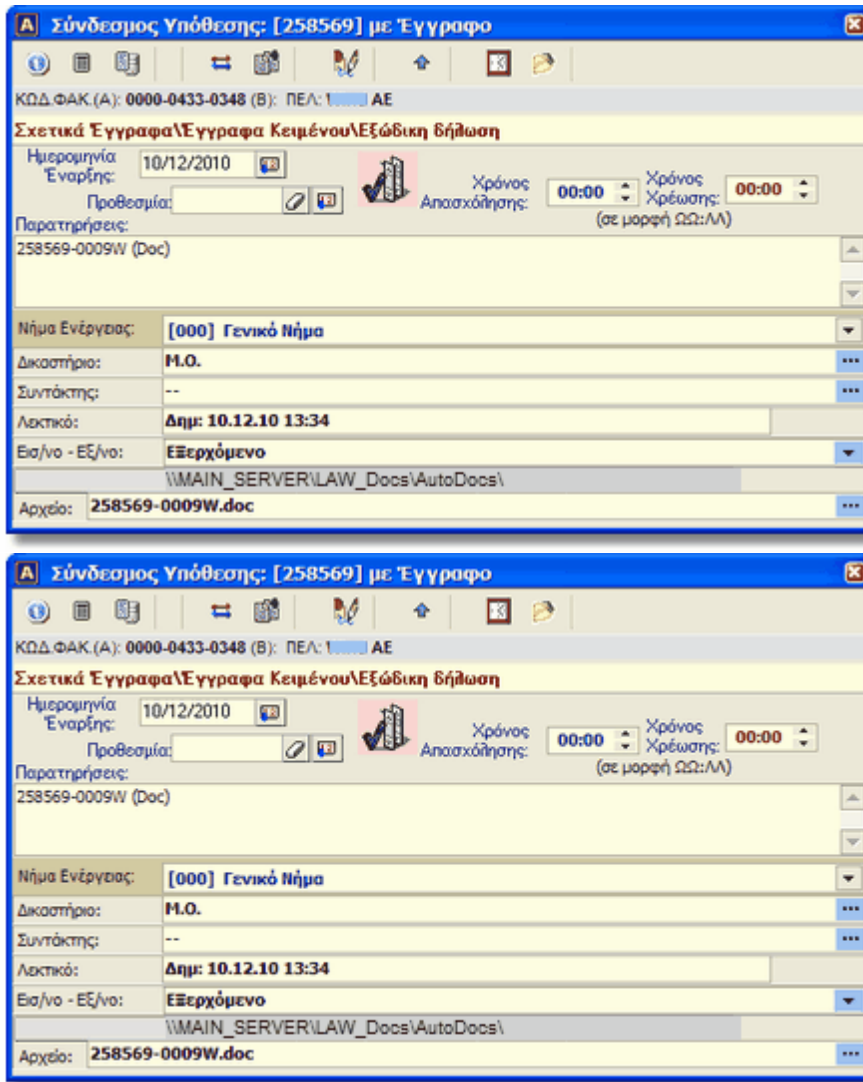 Σύνδεσμος Υπόθεσης: [258569] με Έγγραφο
ΚΩΔ.ΦΑΚ.(Α): 0000-0433-0348 (Β): ΠΕΛ: ΑΕ
Σχετικά Έγγραφα\Έγγραφα Κειμένου\Εξώδικη δήλωση
Ημερομηνία Έναρξης: 10/12/2010
Προθεσμία:
Χρόνος Απασχόλησης: 00:00 Χρόνος Χρέωσης: 00:00
(σε μορφή ΩΩ:ΛΛ)
Παρατηρήσεις:
258569-0009W (Doc)
Νήμα Ενέργειας: [000] Γενικό Νήμα
Δικαστήριο: Μ.Ο.
Συντάκτης: --
Λεκτικό: Δημ: 10.12.10 13:34
Εισ/νο - Εξ/νο: Εξερχόμενο
\\MAIN_SERVER\LAW_Docs\AutoDocs\
Αρχείο: 258569-0009W.doc
Σύνδεσμος Υπόθεσης: [258569] με Έγγραφο
ΚΩΔ.ΦΑΚ.(Α): 0000-0433-0348 (Β): ΠΕΛ: ΑΕ
Σχετικά Έγγραφα\Έγγραφα Κειμένου\Εξώδικη δήλωση
Ημερομηνία Έναρξης: 10/12/2010
Προθεσμία:
Χρόνος Απασχόλησης: 00:00 Χρόνος Χρέωσης: 00:00
(σε μορφή ΩΩ:ΛΛ)
Παρατηρήσεις:
258569-0009W (Doc)
Νήμα Ενέργειας: [000] Γενικό Νήμα
Δικαστήριο: Μ.Ο.
Συντάκτης: --
Λεκτικό: Δημ: 10.12.10 13:34
Εισ/νο - Εξ/νο: Εξερχόμενο
\\MAIN_SERVER\LAW_Docs\AutoDocs\
Αρχείο: 258569-0009W.doc